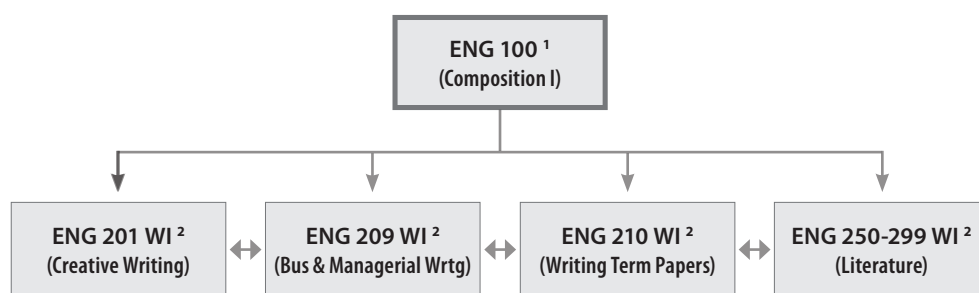 ENG 100 ¹
(Composition I)
ENG 201 WI ²
(Creative Writing)
ENG 209 WI ²
(Bus & Managerial Wrtg)
ENG 210 WI ²
(Writing Term Papers)
ENG 250-299 WI ²
(Literature)